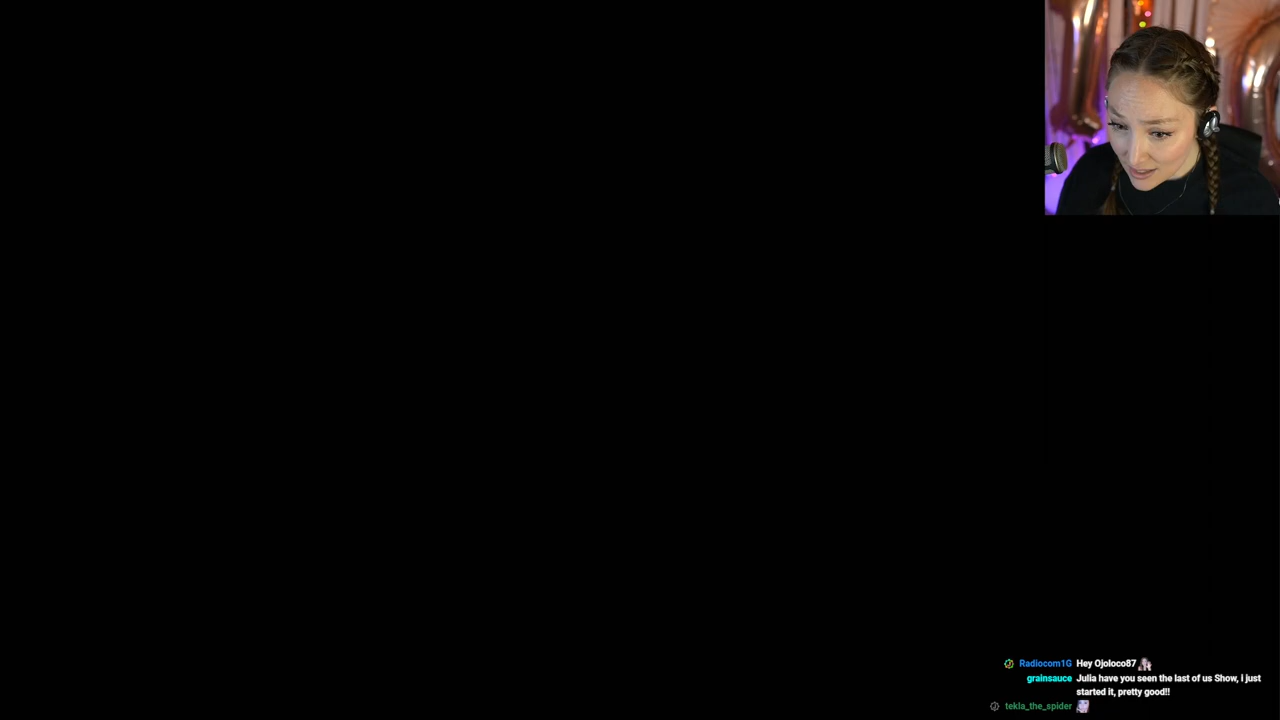 Radiocom1G Hey Ojoloco87
grainsauce Julia have you seen the last of us Show, i just
started it, pretty good!!
tekla_the_spider